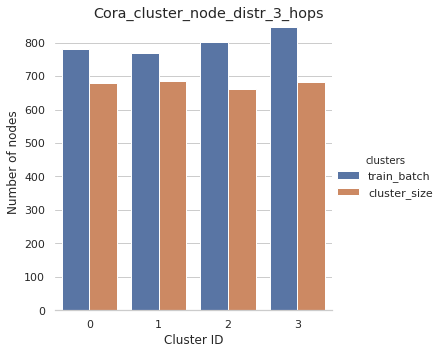 Cora_cluster_node_distr_3_hops
800
700
600
500
400
300
200
100
0
Number of nodes
0 1 2 3
Cluster ID
clusters
train_batch
cluster_size